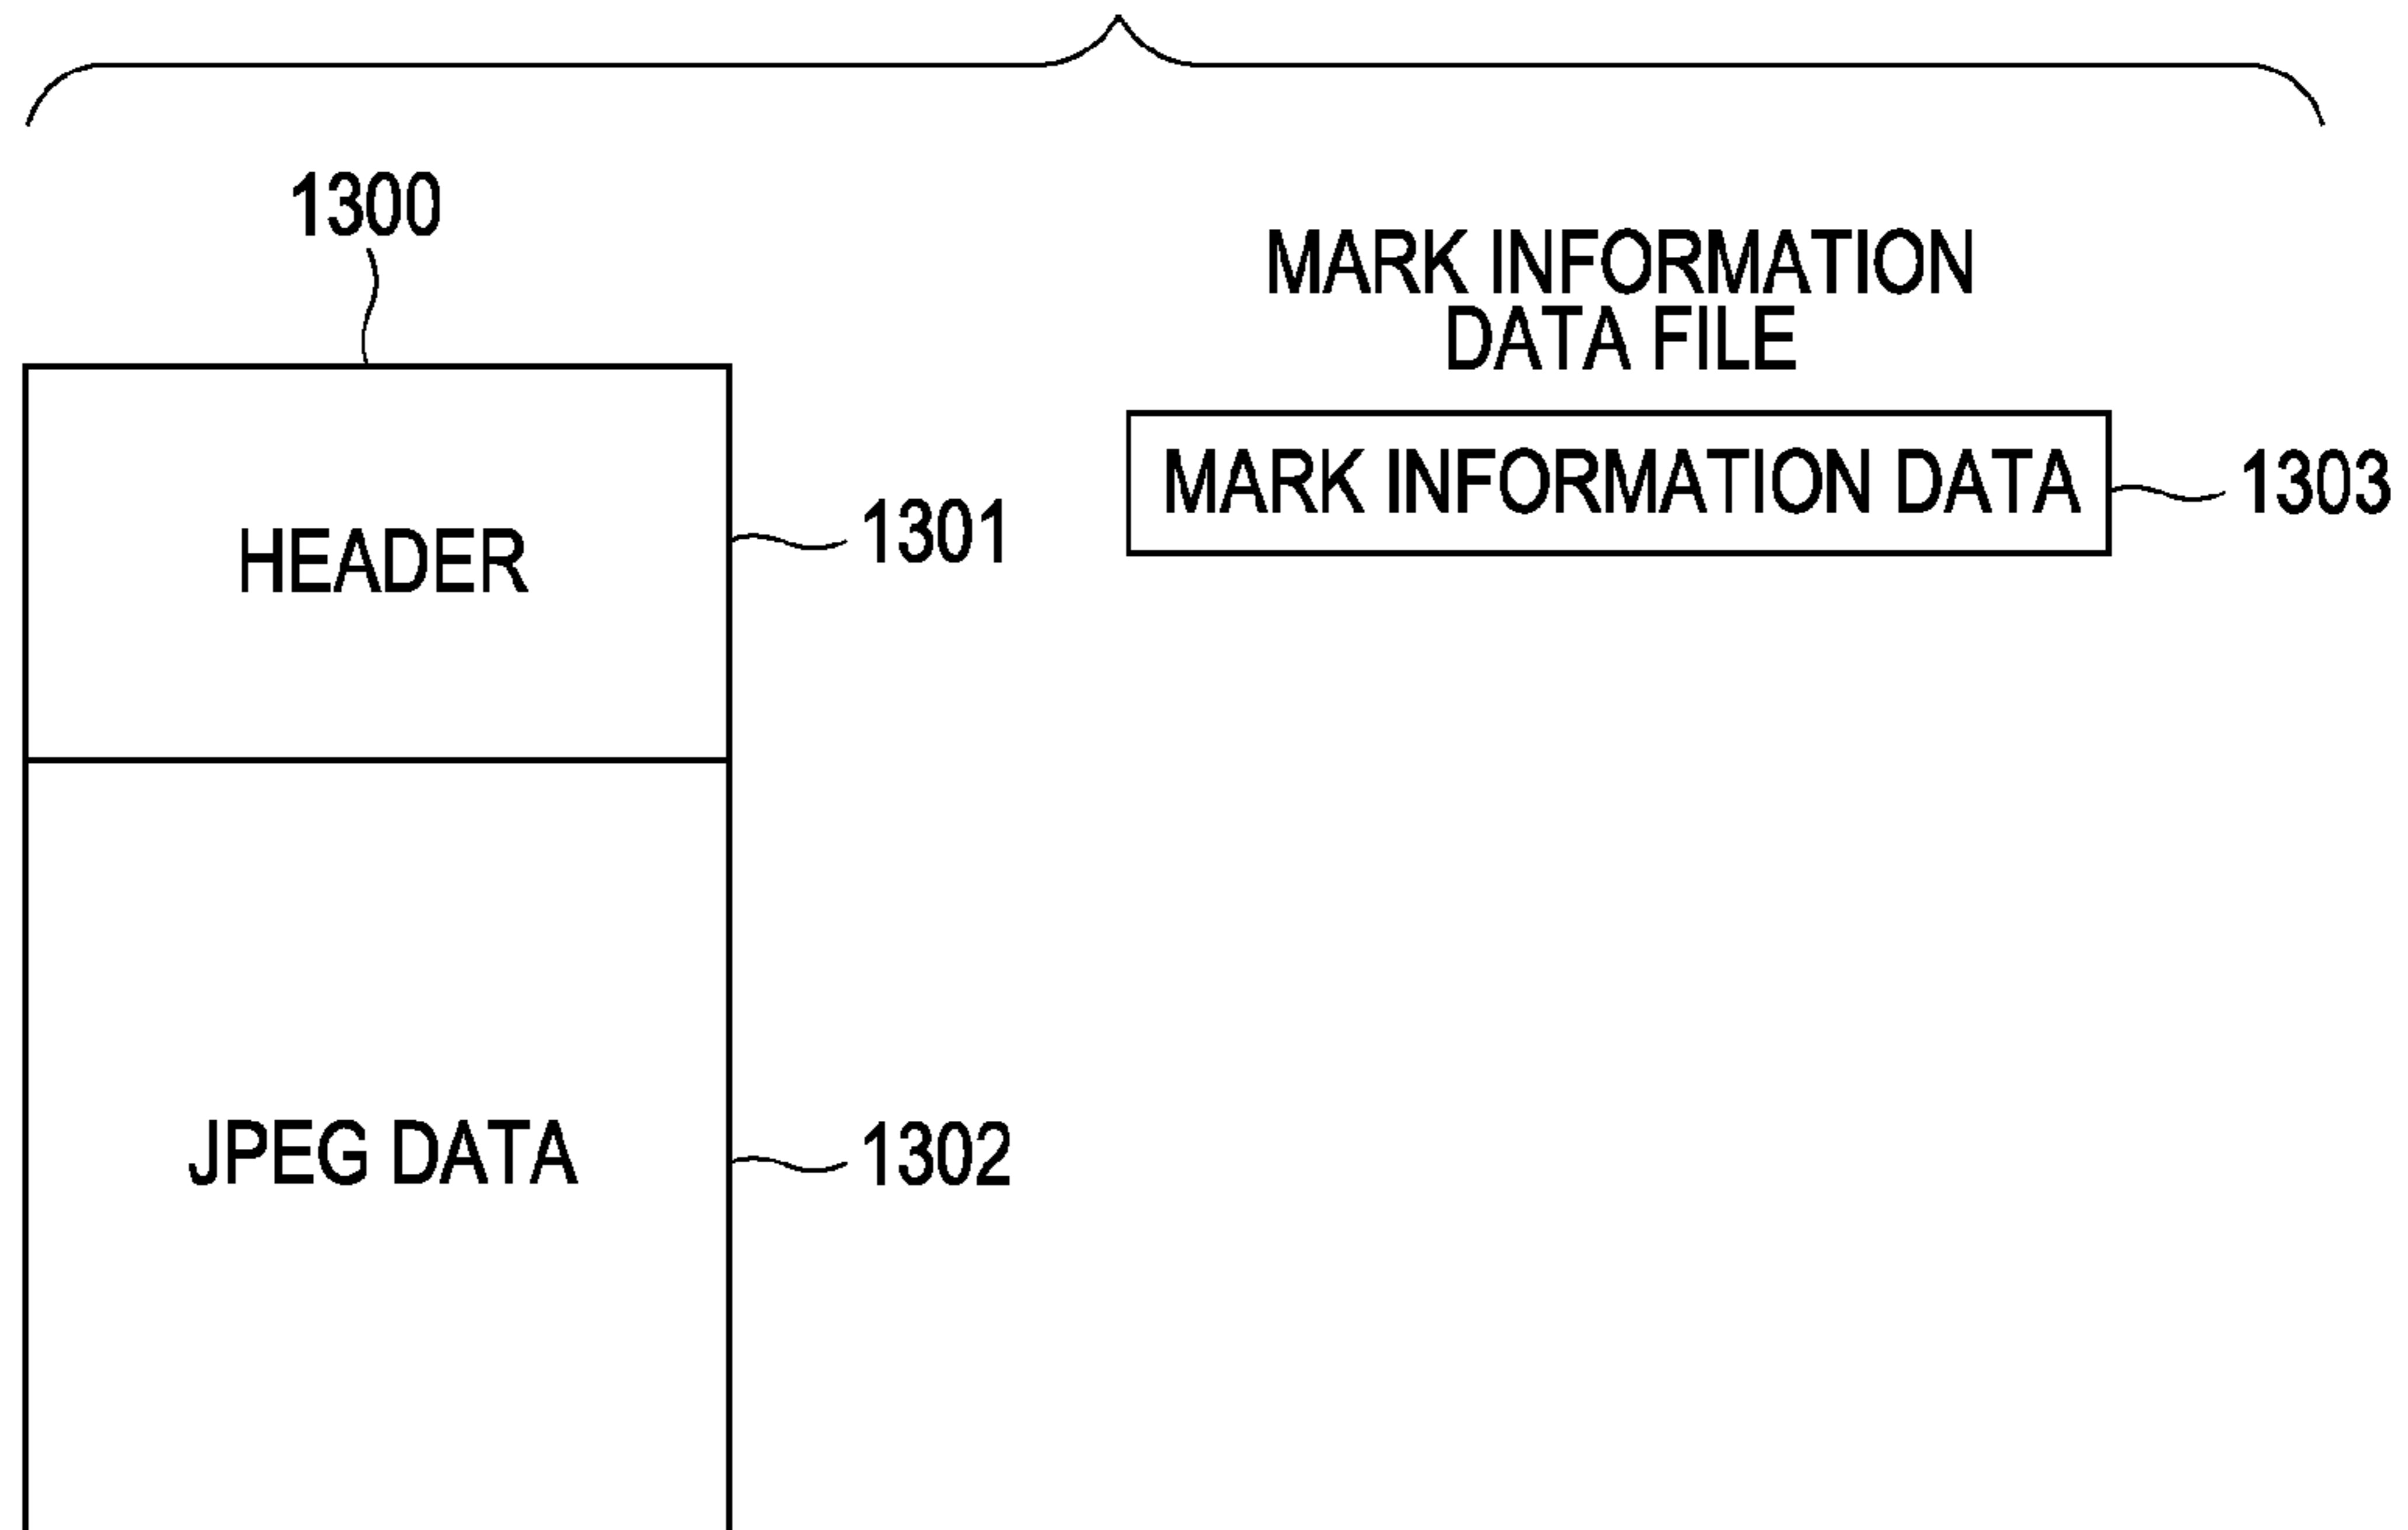 1300
HEADER
1301
JPEG DATA
1302
MARK INFORMATION
DATA FILE
MARK INFORMATION DATA
1303